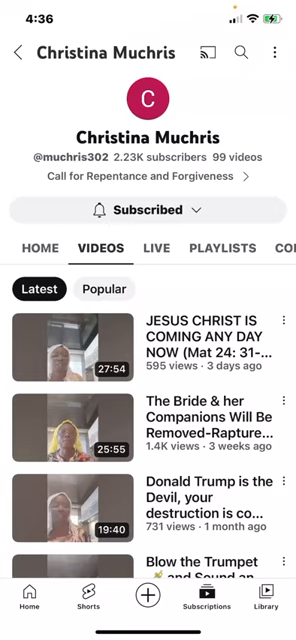 4:36
Christina Muchris
C
Christina Muchris
@muchris302 2.23K subscribers 99 videos
Call for Repentance and Forgiveness
Subscribed
HOME VIDEOS LIVE PLAYLISTS CO
Latest Popular
JESUS CHRIST IS
COMING ANY DAY
NOW (Mat 24: 31-...
595 views · 3 days ago
27:54
The Bride & her
Companions Will Be
Removed-Rapture...
1.4K views · 3 weeks ago
25:55
Donald Trump is the
Devil, your
destruction is co...
731 views · 1 month ago
19:40
Blow the Trumpet
and Sound an
Home Shorts Subscriptions Library